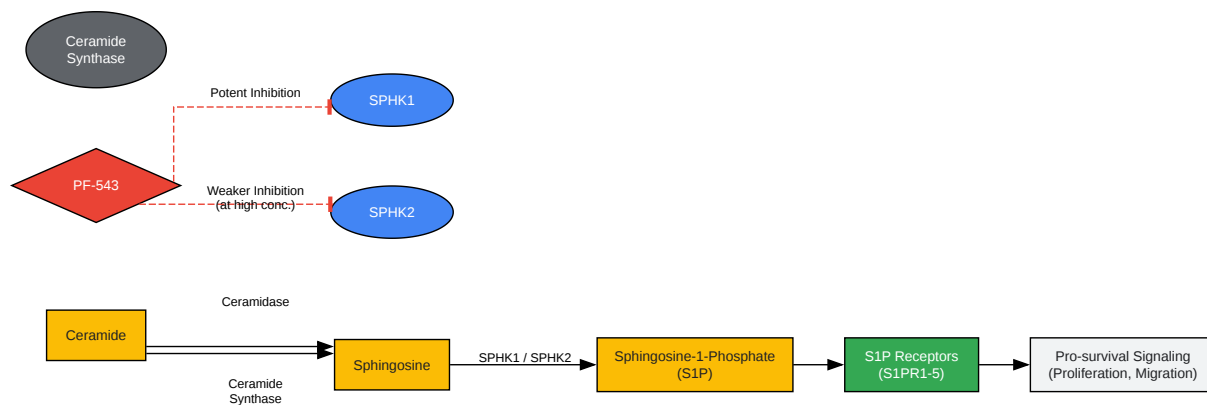 Ceramide
Synthase
Potent Inhibition
SPHK1
PF-543
Weaker Inhibition
(at high conc.)
SPHK2
Ceramidase
Ceramide
Sphingosine
SPHK1 / SPHK2
Sphingosine-1-Phosphate
(S1P)
S1P Receptors
(S1PR1-5)
Pro-survival Signaling
(Proliferation, Migration)
Ceramide
Synthase